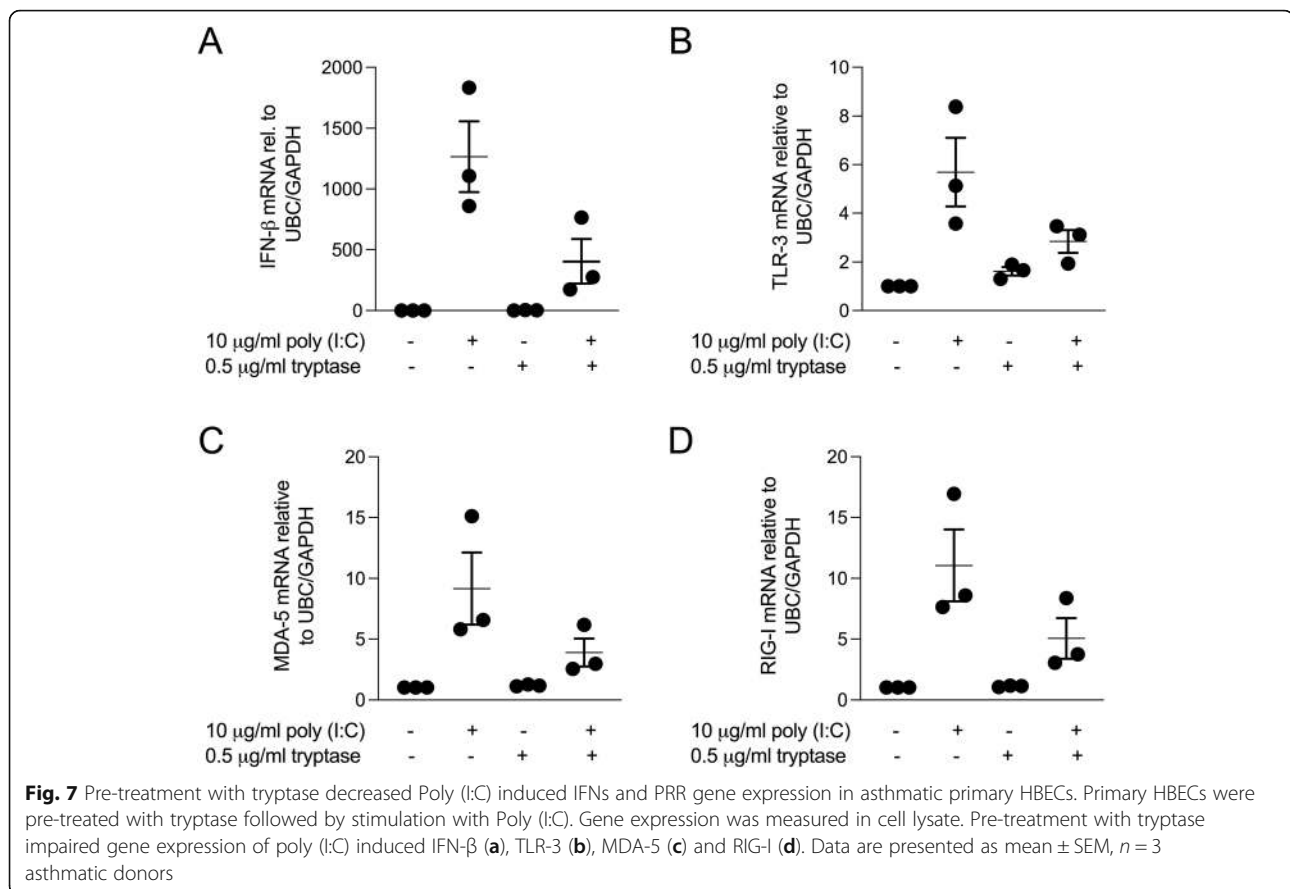 A
IFN-β mRNA rel. to
UBC/GAPDH
2000
1500
1000
500
0
10 μg/ml poly (I:C) - + - +
0.5 μg/ml tryptase - - + +
B
TLR-3 mRNA relative to
UBC/GAPDH
10
8
6
4
2
0
10 μg/ml poly (I:C) - + - +
0.5 μg/ml tryptase - - + +
C
MDA-5 mRNA relative
to UBC/GAPDH
20
15
10
5
0
10 μg/ml poly (I:C) - + - +
0.5 μg/ml tryptase - - + +
D
RIG-I mRNA relative to
UBC/GAPDH
20
15
10
5
0
10 μg/ml poly (I:C) - + - +
0.5 μg/ml tryptase - - + +
Fig. 7 Pre-treatment with tryptase decreased Poly (I:C) induced IFNs and PRR gene expression in asthmatic primary HBECs. Primary HBECs were
pre-treated with tryptase followed by stimulation with Poly (I:C). Gene expression was measured in cell lysate. Pre-treatment with tryptase
impaired gene expression of poly (I:C) induced IFN-β (a), TLR-3 (b), MDA-5 (c) and RIG-I (d). Data are presented as mean ± SEM, n = 3
asthmatic donors